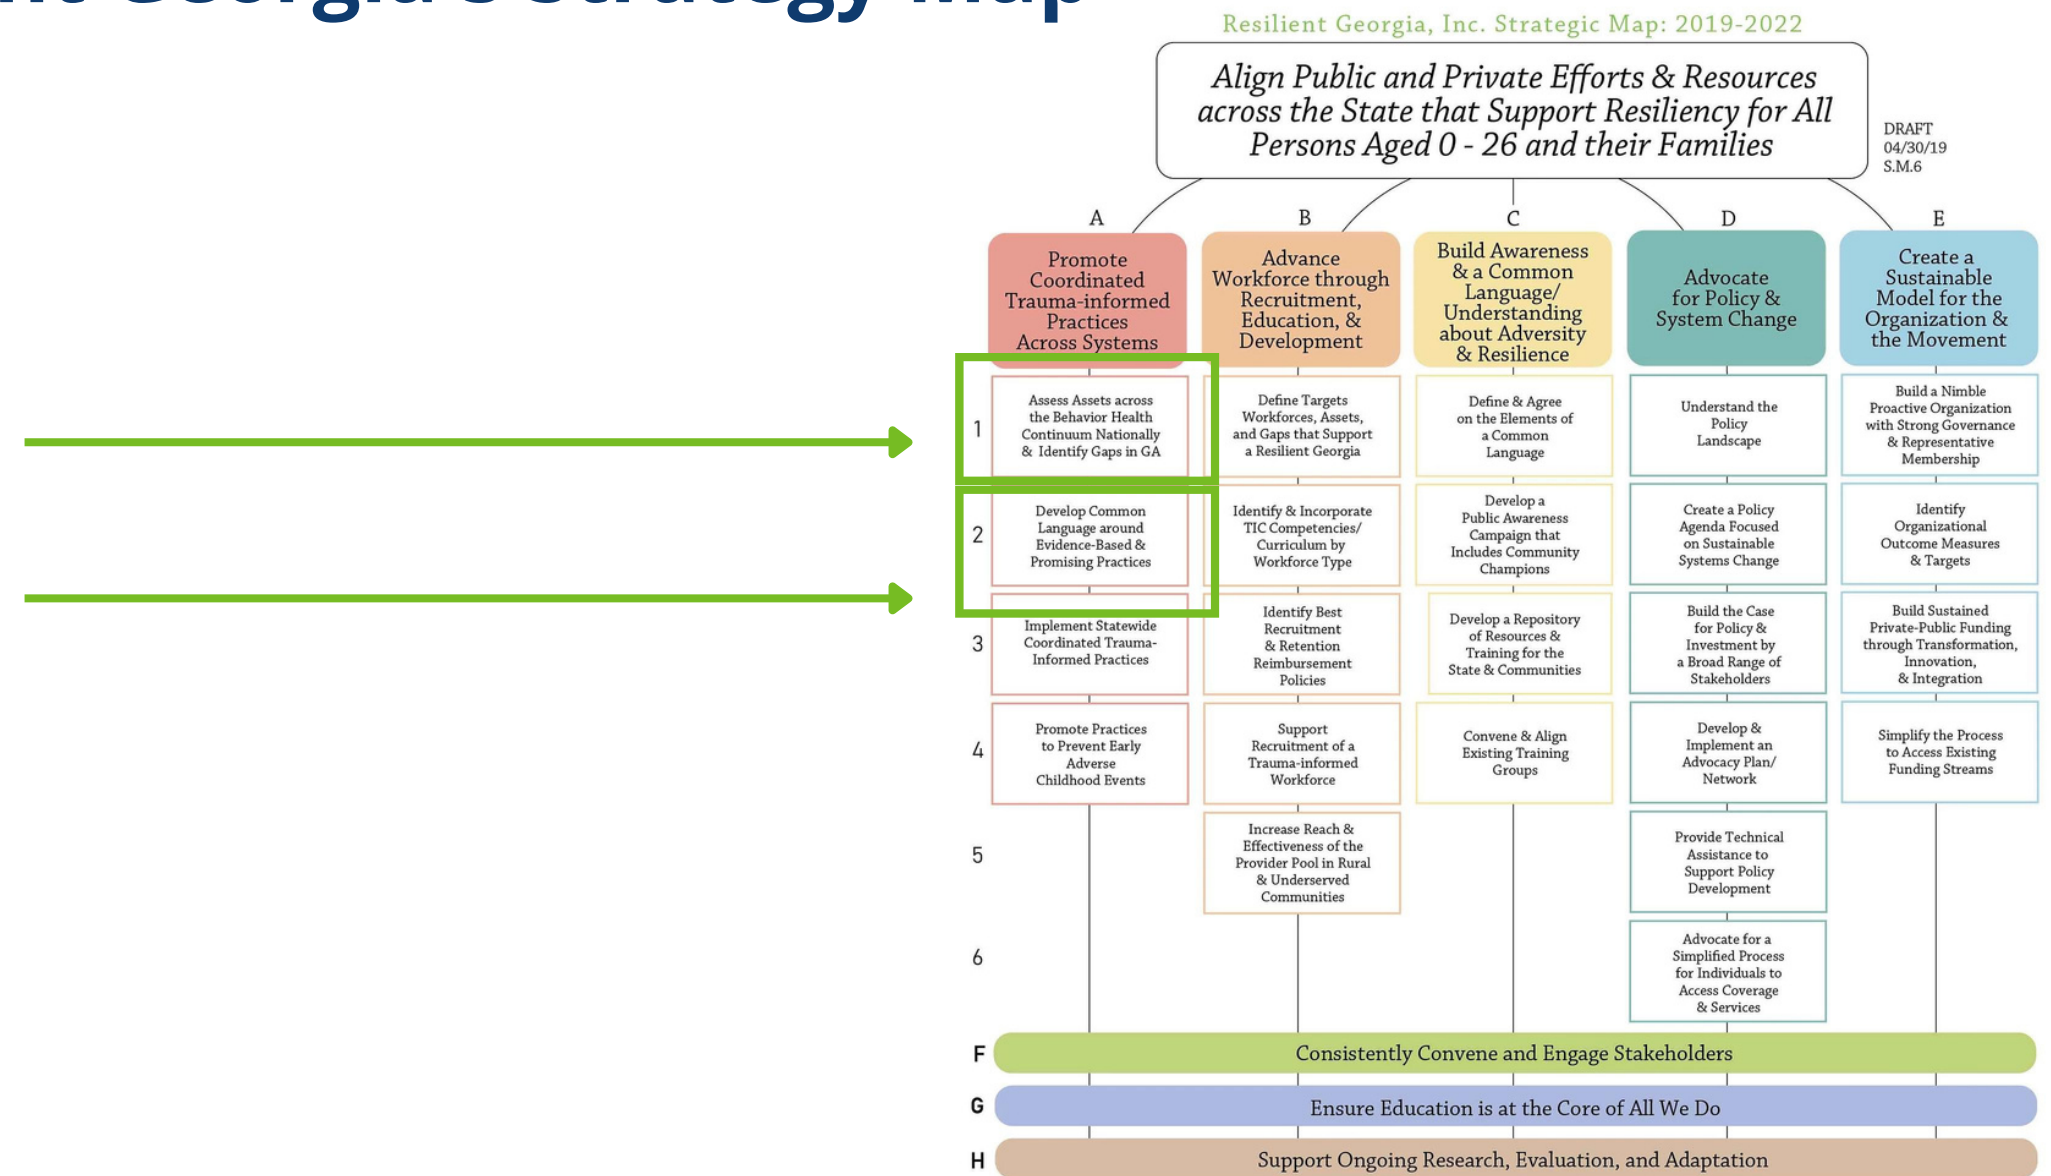 nt Georgia's Strategy Map
Resilient Georgia, Inc. Strategic Map: 2019-2022
Align Public and Private Efforts & Resources
across the State that Support Resiliency for All
Persons Aged 0 - 26 and their Families
DRAFT
04/30/19
S.M.6
A
Promote
Coordinated
Trauma-informed
Practices
Across Systems
B
Advance
Workforce through
Recruitment,
Education, &
Development
C
Build Awareness
& a Common
Language/
Understanding
about Adversity
& Resilience
D
Advocate
for Policy &
System Change
E
Create a
Sustainable
Model for the
Organization &
the Movement
1
Assess Assets across
the Behavior Health
Continuum Nationally
& Identify Gaps in GA
Define Targets
Workforces, Assets,
and Gaps that Support
a Resilient Georgia
Define & Agree
on the Elements of
a Common
Language
Understand the
Policy
Landscape
Build a Nimble
Proactive Organization
with Strong Governance
& Representative
Membership
2
Develop Common
Language around
Evidence-Based &
Promising Practices
Identify & Incorporate
TIC Competencies/
Curriculum by
Workforce Type
Develop a
Public Awareness
Campaign that
Includes Community
Champions
Create a Policy
Agenda Focused
on Sustainable
Systems Change
Identify
Organizational
Outcome Measures
& Targets
3
Implement Statewide
Coordinated Trauma-
Informed Practices
Identify Best
Recruitment
& Retention
Reimbursement
Policies
Develop a Repository
of Resources &
Training for the
State & Communities
Build the Case
for Policy &
Investment by
a Broad Range of
Stakeholders
Build Sustained
Private-Public Funding
through Transformation,
Innovation,
& Integration
4
Promote Practices
to Prevent Early
Adverse
Childhood Events
Support
Recruitment of a
Trauma-informed
Workforce
Convene & Align
Existing Training
Groups
Develop &
Implement an
Advocacy Plan/
Network
Simplify the Process
to Access Existing
Funding Streams
5
Increase Reach &
Effectiveness of the
Provider Pool in Rural
& Underserved
Communities
Provide Technical
Assistance to
Support Policy
Development
6
Advocate for a
Simplified Process
for Individuals to
Access Coverage
& Services
F
Consistently Convene and Engage Stakeholders
G
Ensure Education is at the Core of All We Do
H
Support Ongoing Research, Evaluation, and Adaptation